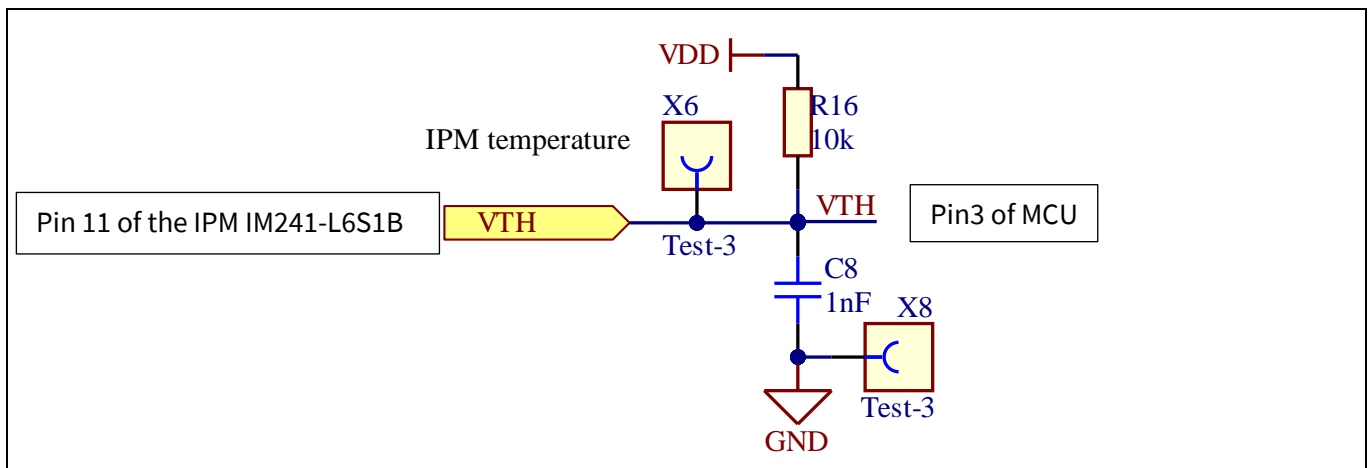 VDD
X6
R16
IPM temperature
10k
Pin 11 of the IPM IM241-L6S1B
VTH
VTH
Pin3 of MCU
Test-3
C8
1nF
X8
Test-3
GND